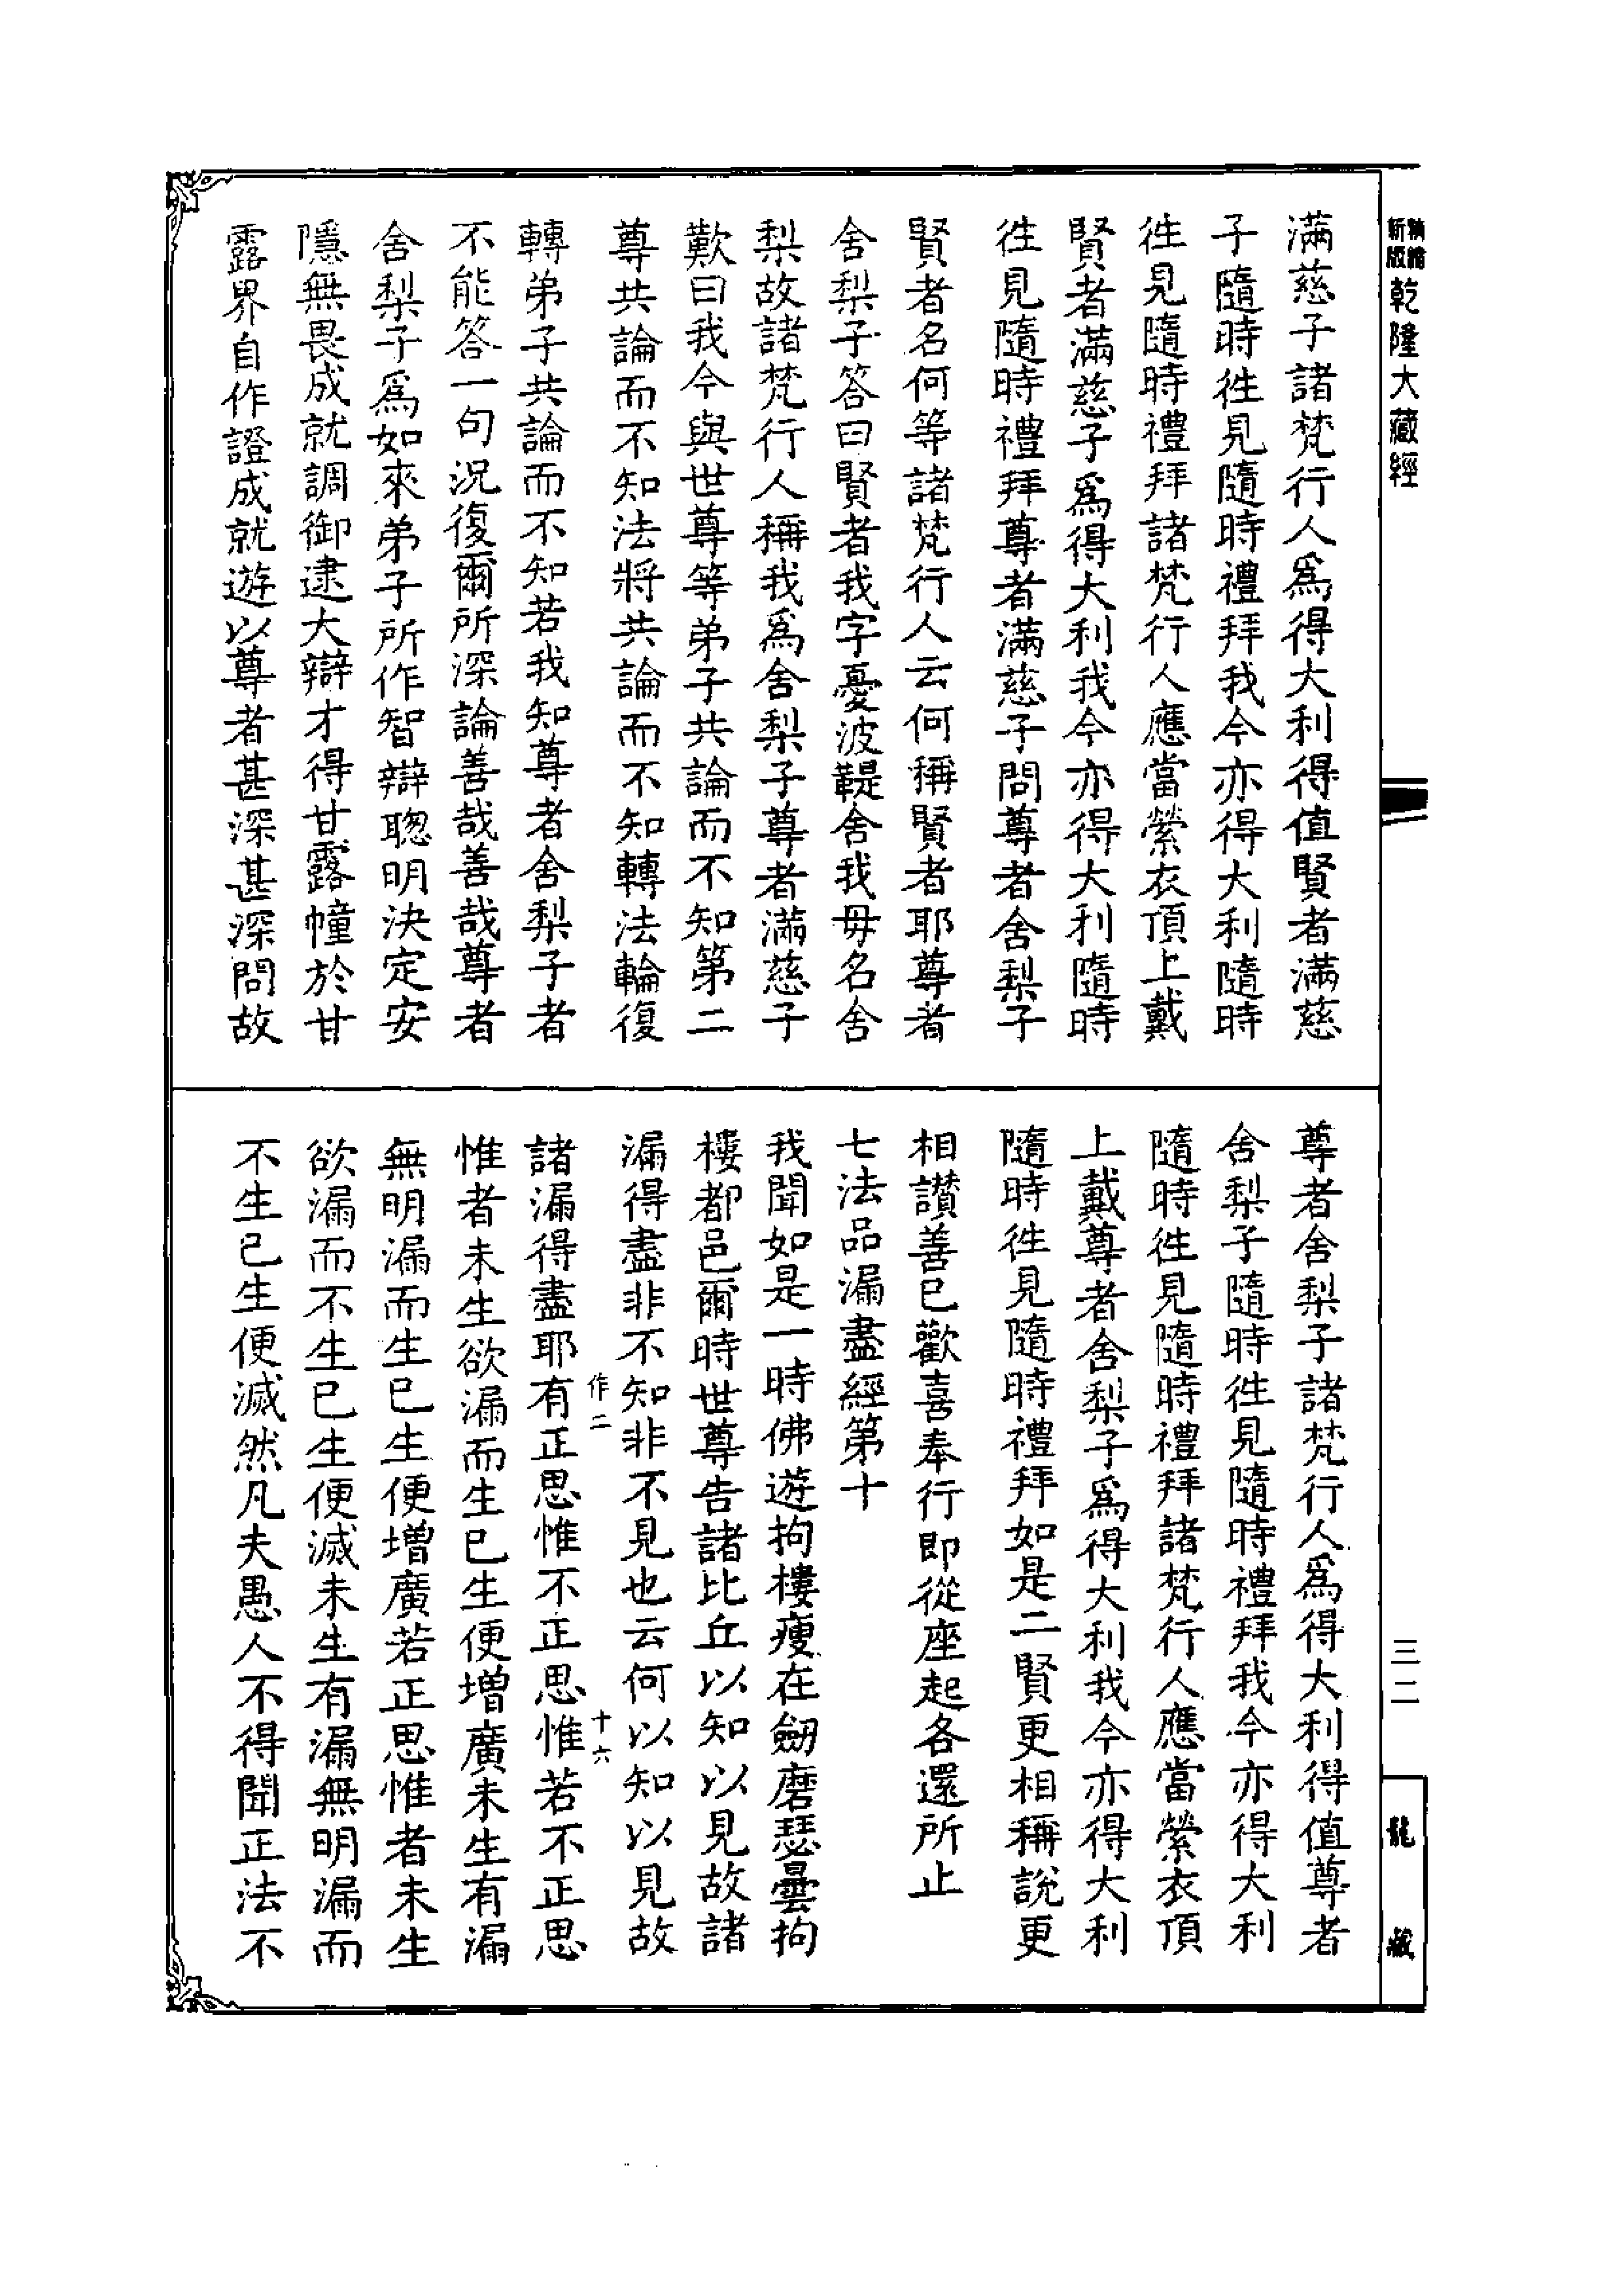 新版
精縮
乾隆大藏經
三二
龍藏
滿慈子諸梵行人爲得大利得值賢者滿慈
子隨時徃見隨時禮拜我今亦得大利隨時
徃見隨時禮拜諸梵行人應當縈衣頂上戴
賢者滿慈子爲得大利我今亦得大利隨時
徃見隨時禮拜尊者滿慈子問尊者舍梨子
賢者名何等諸梵行人云何稱賢者耶尊者
舍梨子答曰賢者我字憂波鞮舍我母名舍
梨故諸梵行人稱我爲舍梨子尊者滿慈子
歎曰我今與世尊等弟子共論而不知第二
尊共論而不知法將共論而不知轉法輪復
轉弟子共論而不知若我知尊者舍梨子者
不能答一句況復爾所深論善哉善哉尊者
舍梨子爲如來弟子所作智辯聰明決定安
隱無畏成就調御逮大辯才得甘露幢於甘
露界自作證成就遊以尊者甚深甚深問故
尊者舍梨子諸梵行人爲得大利得值尊者
舍梨子隨時徃見隨時禮拜我今亦得大利
隨時徃見隨時禮拜諸梵行人應當縈衣頂
上戴尊者舍梨子爲得大利我今亦得大利
隨時徃見隨時禮拜如是二賢更相稱說更
相讃善已歡喜奉行即從座起各還所止
七法品漏盡經第十
我聞如是一時佛遊拘樓瘦在劒磨瑟曇拘
樓都邑爾時世尊告諸比丘以知以見故諸
漏得盡非不知非不見也云何以知以見故
作二
十六
諸漏得盡耶有正思惟不正思惟若不正思
惟者未生欲漏而生已生便增廣未生有漏
無明漏而生已生便增廣若正思惟者未生
欲漏而不生已生便滅未生有漏無明漏而
不生已生便滅然凡夫愚人不得聞正法不